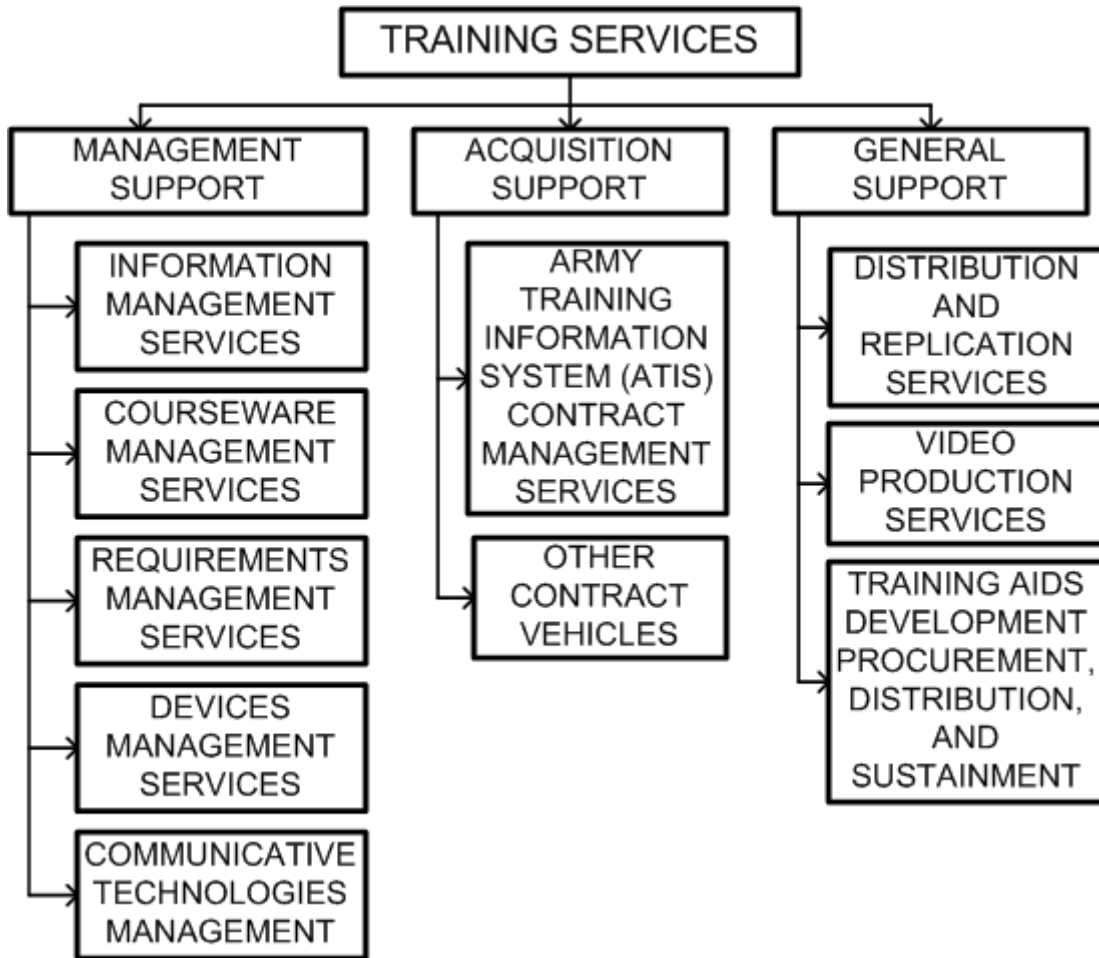 TRAINING SERVICES
MANAGEMENT
SUPPORT
INFORMATION
MANAGEMENT
SERVICES
COURSEWARE
MANAGEMENT
SERVICES
REQUIREMENTS
MANAGEMENT
SERVICES
DEVICES
MANAGEMENT
SERVICES
COMMUNICATIVE
TECHNOLOGIES
MANAGEMENT
ACQUISITION
SUPPORT
ARMY
TRAINING
INFORMATION
SYSTEM (ATIS)
CONTRACT
MANAGEMENT
SERVICES
OTHER
CONTRACT
VEHICLES
GENERAL
SUPPORT
DISTRIBUTION
AND
REPLICATION
SERVICES
VIDEO
PRODUCTION
SERVICES
TRAINING AIDS
DEVELOPMENT
PROCUREMENT,
DISTRIBUTION,
AND
SUSTAINMENT